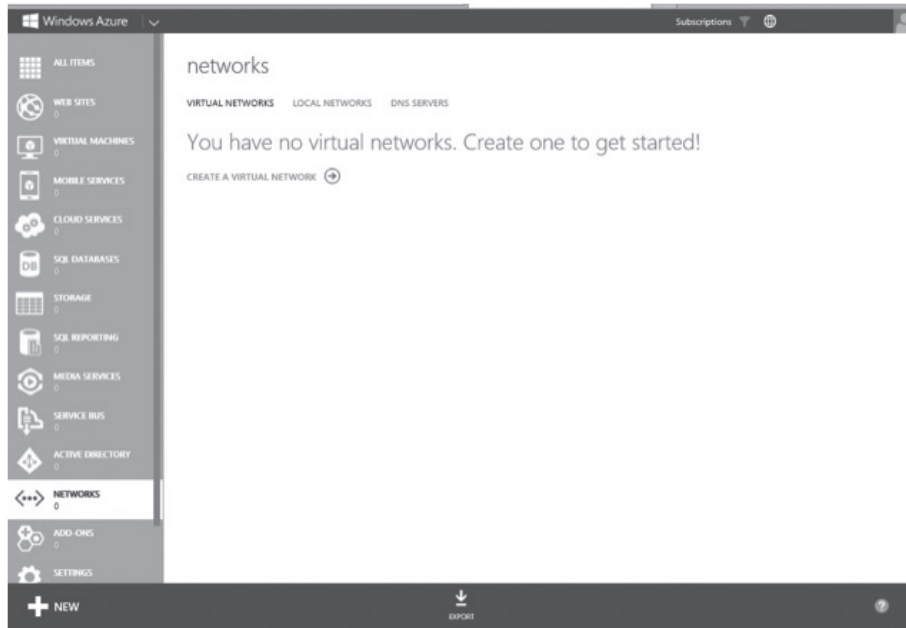 Windows Azure
Subscriptions
ALL ITEMS
WEB SITES
0
VIRTUAL MACHINES
0
MOBILE SERVICES
0
CLOUD SERVICES
0
SQL DATABASES
0
STORAGE
0
SQL REPORTING
0
MEDIA SERVICES
0
SERVICE BUS
0
ACTIVE DIRECTORY
0
NETWORKS
0
ADD-ONS
0
SETTINGS
networks
VIRTUAL NETWORKS LOCAL NETWORKS DNS SERVERS
You have no virtual networks. Create one to get started!
CREATE A VIRTUAL NETWORK
NEW
EXPORT
?
DB